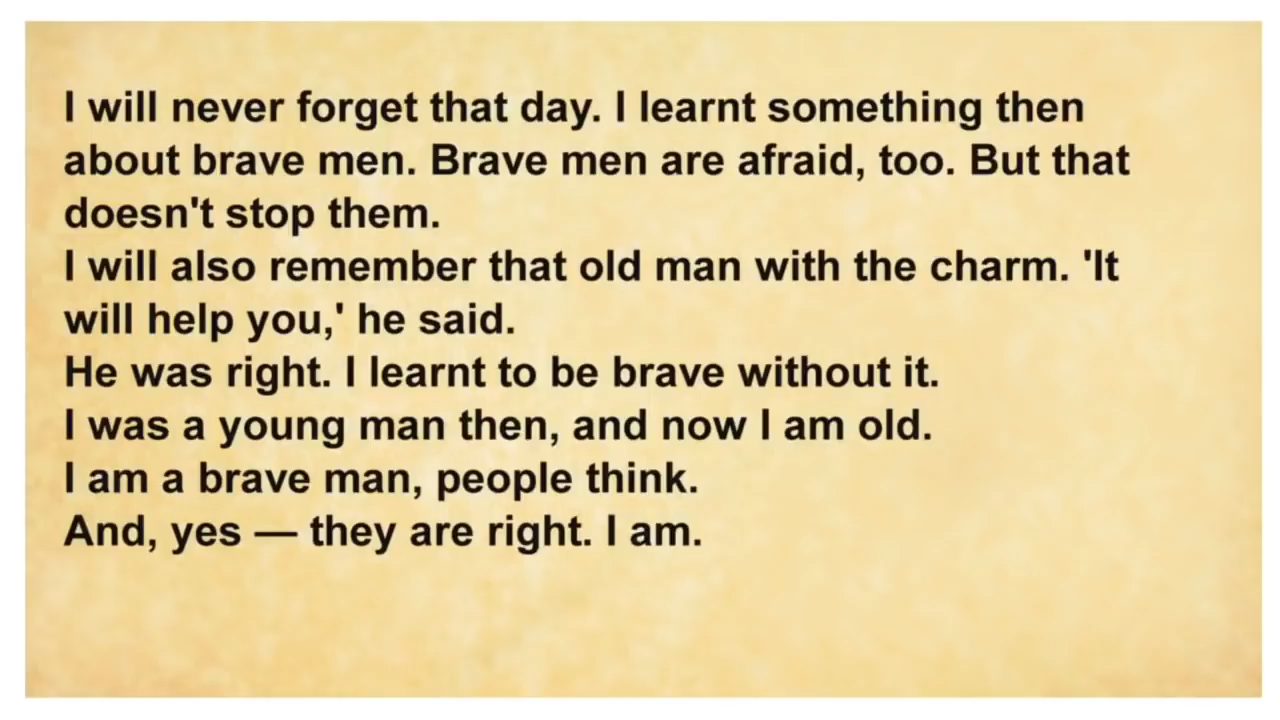 I will never forget that day. I learnt something then
about brave men. Brave men are afraid, too. But that
doesn't stop them.
I will also remember that old man with the charm. 'It
will help you,' he said.
He was right. I learnt to be brave without it.
I was a young man then, and now I am old.
I am a brave man, people think.
And, yes — they are right. I am.